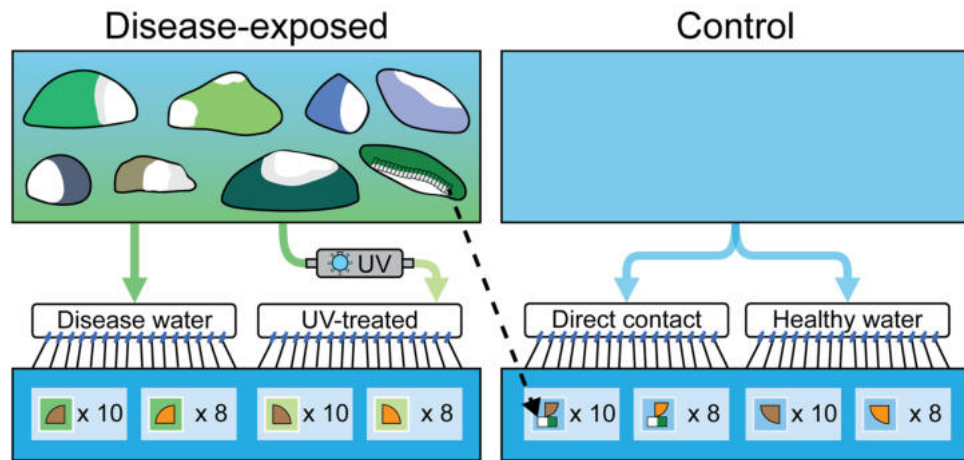 Disease-exposed
Control
UV
Disease water
UV-treated
Direct contact
Healthy water
x 10
x 8
x 10
x 8
x 10
x 8
x 10
x 8